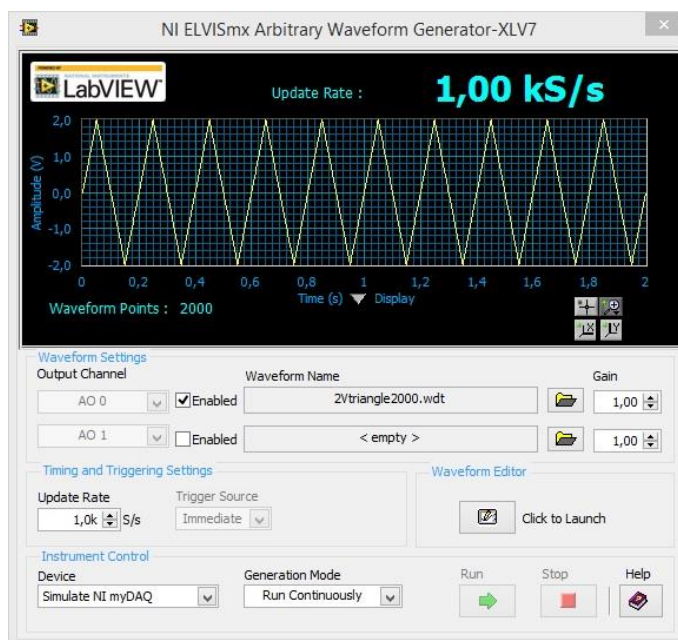 NI ELVISmx Arbitrary Waveform Generator-XLV7
POWERED BY
NATIONAL INSTRUMENTS
LabVIEW™
Update Rate : 1,00 kS/s
Amplitude (V)
2,0
1,0
0,0
-1,0
-2,0
0 0,2 0,4 0,6 0,8 1 1,2 1,4 1,6 1,8 2
Time (s) Display
Waveform Points : 2000
Waveform Settings
Output Channel Waveform Name Gain
AO 0 Enabled 2Vtriangle2000.wdt 1,00
AO 1 Enabled < empty > 1,00
Timing and Triggering Settings Waveform Editor
Update Rate Trigger Source
1,0k S/s Immediate Click to Launch
Instrument Control
Device Generation Mode Run Stop Help
Simulate NI myDAQ Run Continuously